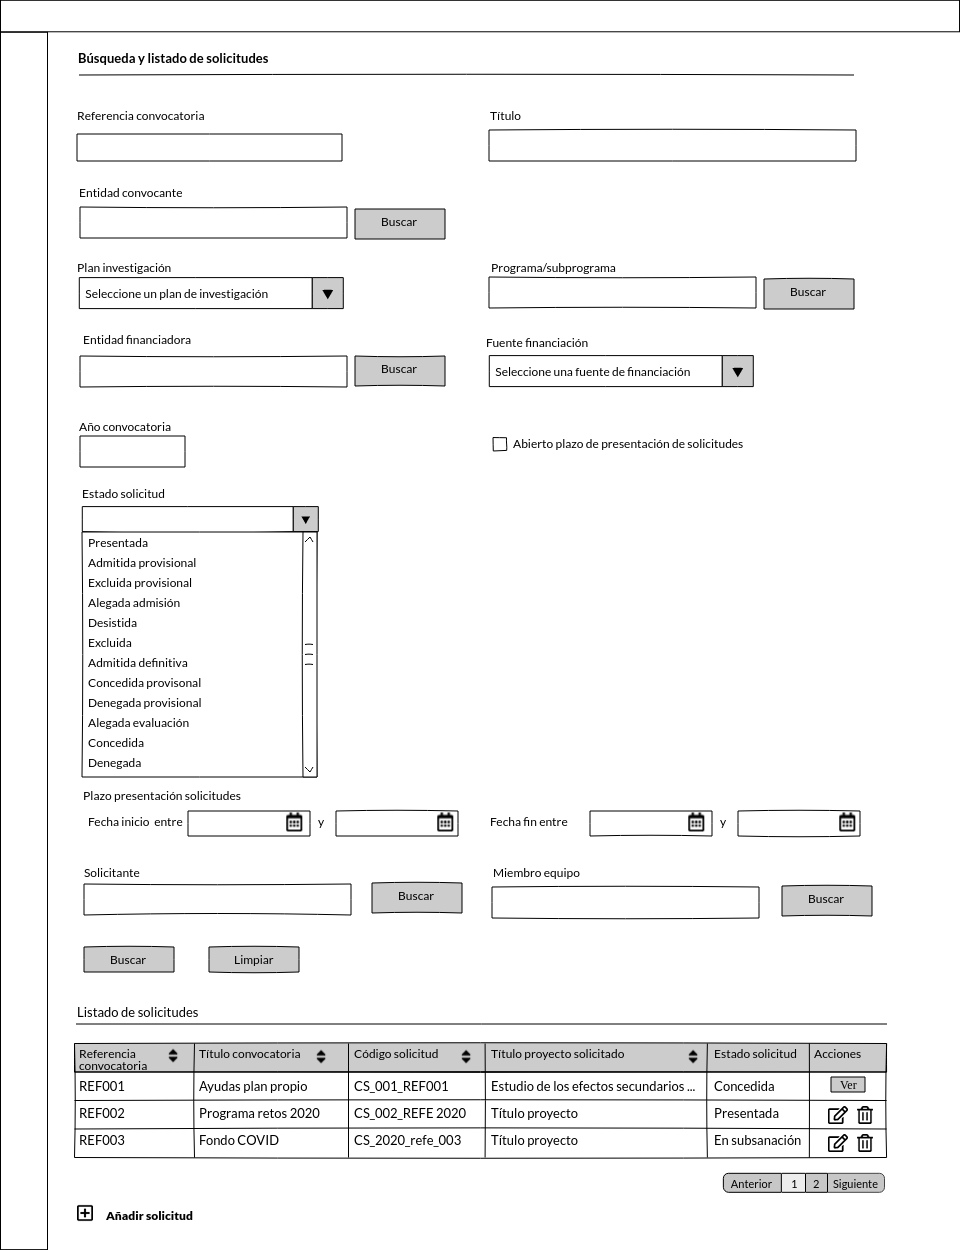 Búsqueda y listado de solicitudes
Referencia convocatoria
Título
Entidad convocante
Buscar
Plan investigación
Seleccione un plan de investigación
Programa/subprograma
Buscar
Entidad financiadora
Buscar
Fuente financiación
Seleccione una fuente de financiación
Año convocatoria
Abierto plazo de presentación de solicitudes
Estado solicitud
Presentada
Admitida provisional
Excluida provisional
Alegada admisión
Desistida
Excluida
Admitida definitiva
Concedida provisonal
Denegada provisional
Alegada evaluación
Concedida
Denegada
Plazo presentación solicitudes
Fecha inicio entre y
Fecha fin entre y
Solicitante
Buscar
Miembro equipo
Buscar
Buscar Limpiar
Listado de solicitudes
Referencia convocatoria Título convocatoria Código solicitud Título proyecto solicitado Estado solicitud Acciones
REF001 Ayudas plan propio CS_001_REF001 Estudio de los efectos secundarios ... Concedida Ver
REF002 Programa retos 2020 CS_002_REFE 2020 Título proyecto Presentada
REF003 Fondo COVID CS_2020_refe_003 Título proyecto En subsanación
Anterior 1 2 Siguiente
Añadir solicitud